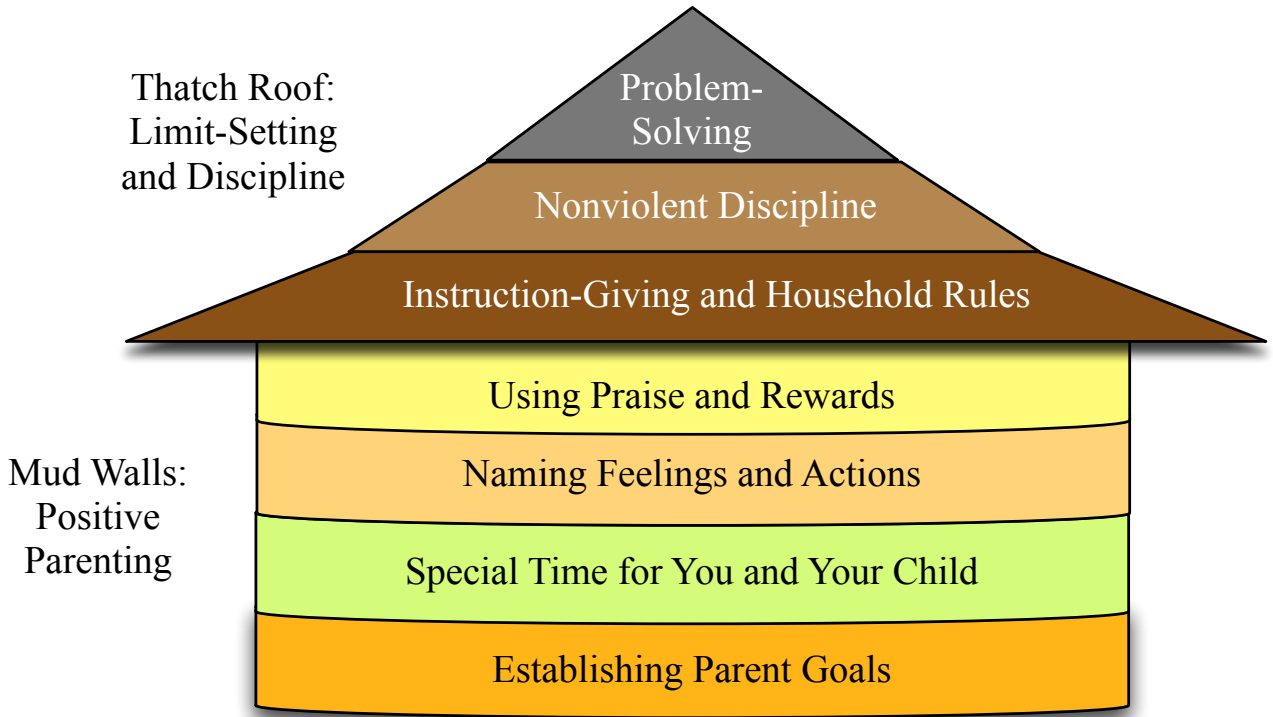 Thatch Roof:
Limit-Setting
and Discipline
Problem-
Solving
Nonviolent Discipline
Instruction-Giving and Household Rules
Using Praise and Rewards
Mud Walls:
Positive
Parenting
Naming Feelings and Actions
Special Time for You and Your Child
Establishing Parent Goals